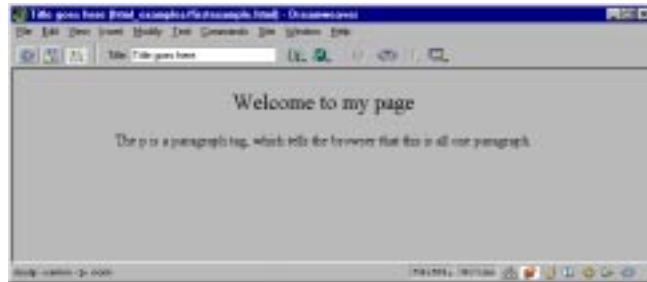 Title goes here (html_examples/firstexample.html) - Dreamweaver
File Edit View Insert Modify Text Commands Site Window Help
Title: Title goes here
Welcome to my page
The p is a paragraph tag, which tells the browser that this is all one paragraph.
<body> <center> <p>